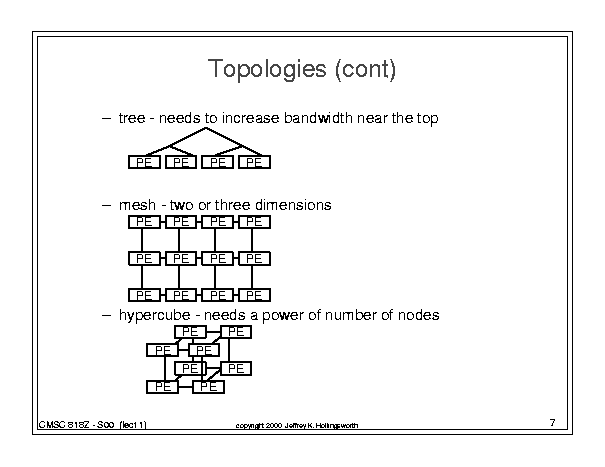 Topologies (cont)
– tree - needs to increase bandwidth near the top
PE PE PE PE
– mesh - two or three dimensions
PE PE PE PE
PE PE PE PE
PE PE PE PE
– hypercube - needs a power of number of nodes
PE PE
PE PE
PE PE
PE PE
CMSC 818Z - S00 (lect 1)
copyright 2000 Jeffrey K. Hollingsworth
7